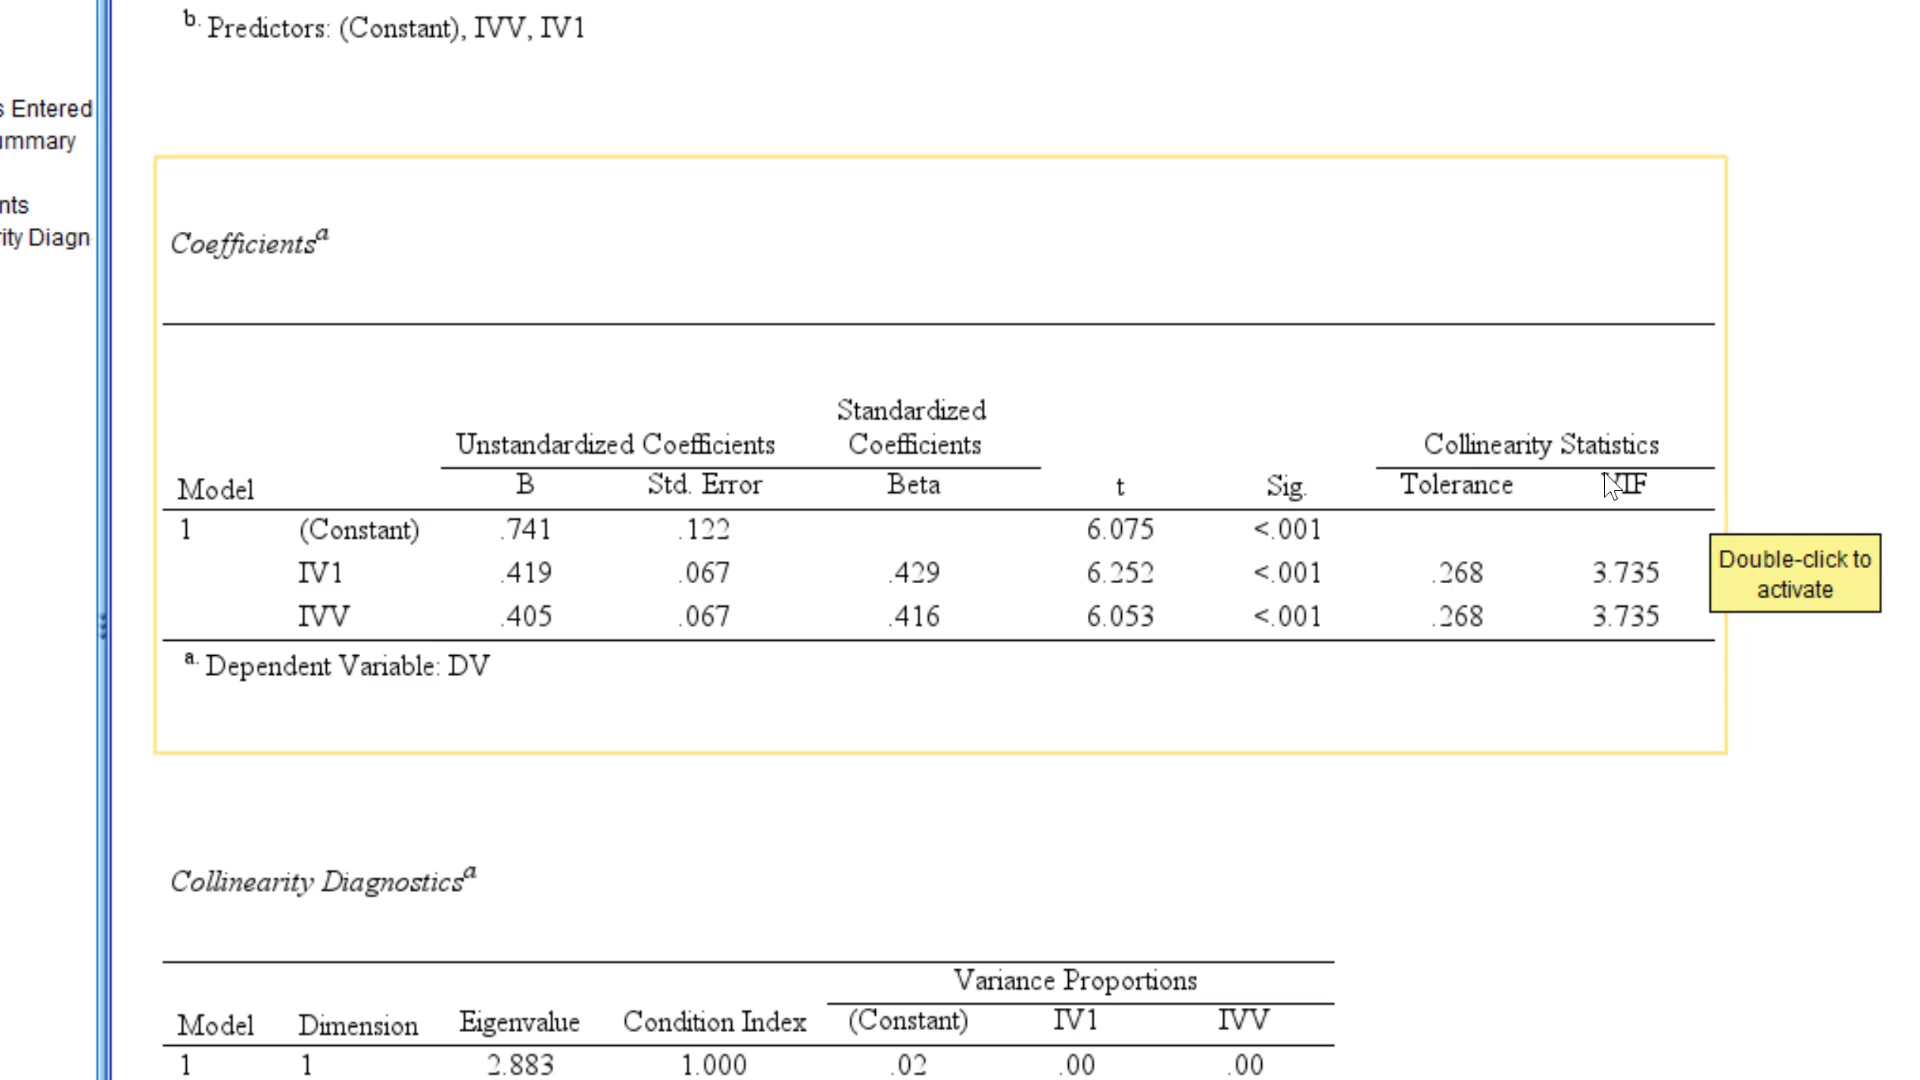 b. Predictors: (Constant), IVV, IV1
s Entered
ummary
nts
rity Diagn
Coefficientsa
Standardized
Unstandardized Coefficients Coefficients Collinearity Statistics
Model B Std. Error Beta t Sig. Tolerance VIF
1 (Constant) .741 .122 6.075 <.001
IV1 .419 .067 .429 6.252 <.001 .268 3.735
IVV .405 .067 .416 6.053 <.001 .268 3.735
a. Dependent Variable: DV
Double-click to
activate
Collinearity Diagnosticsa
Variance Proportions
Model Dimension Eigenvalue Condition Index (Constant) IV1 IVV
1 1 2.883 1.000 .02 .00 .00